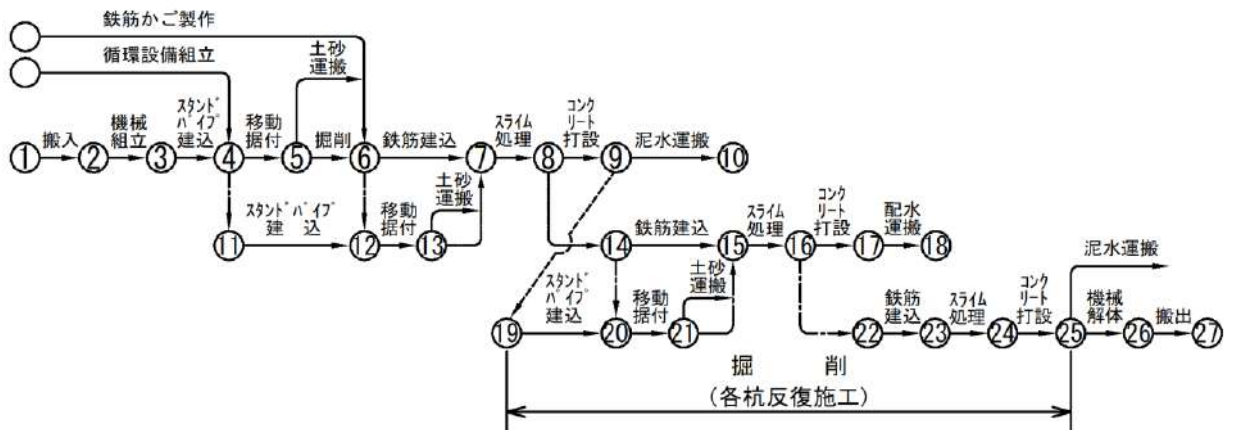 鉄筋かご製作
循環設備組立
土砂
運搬
搬入
機械
組立
スタンド
パイプ
建込
移動
据付
掘削
鉄筋建込
スライム
処理
コンク
リート
打設
泥水運搬
① ② ③ ④ ⑤ ⑥ ⑦ ⑧ ⑨ ⑩
スタンドパイプ
建 込
移動
据付
土砂
運搬
⑪ ⑫ ⑬
鉄筋建込
スライム
処理
コンク
リート
打設
配水
運搬
⑭ ⑮ ⑯ ⑰ ⑱
スタンド
パイプ
建込
移動
据付
土砂
運搬
⑲ ⑳ ㉑
鉄筋
建込
スライム
処理
コンク
リート
打設
泥水運搬
機械
解体
搬出
㉒ ㉓ ㉔ ㉕ ㉖ ㉗
掘 削
(各杭反復施工)